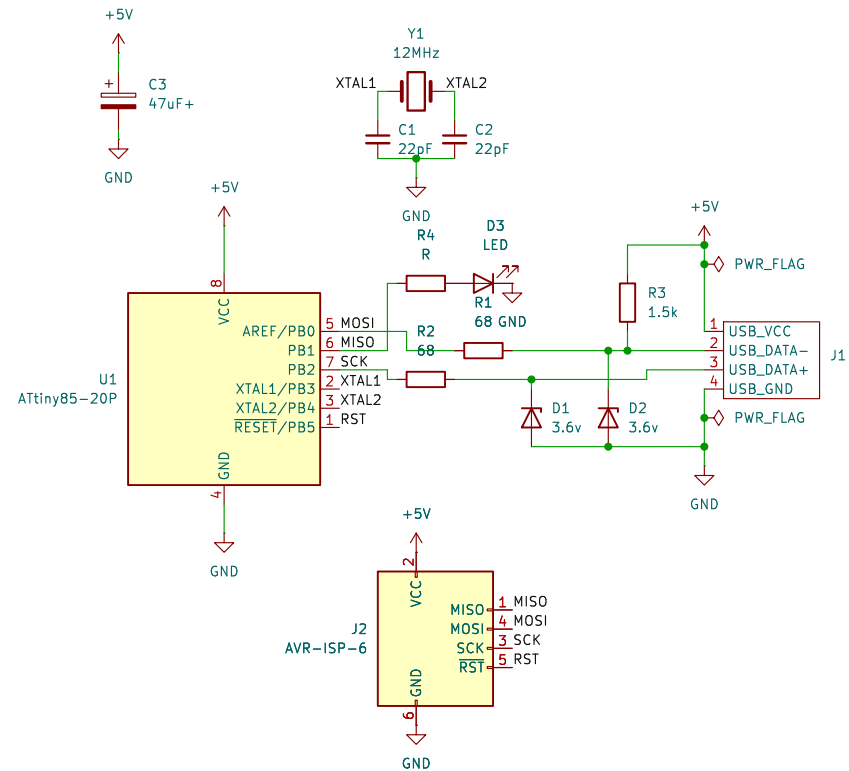 +5V
+
C3
47uF+
GND
Y1
12MHz
XTAL1
XTAL2
C1
22pF
C2
22pF
GND
+5V
8
VCC
U1
ATtiny85-20P
AREF/PB0
5
MOSI
PB1
6
MISO
PB2
7
SCK
XTAL1/PB3
2
XTAL1
XTAL2/PB4
3
XTAL2
RESET/PB5
1
RST
GND
4
GND
R4
R
D3
LED
GND
R1
68
R2
68
+5V
PWR_FLAG
R3
1.5k
1
USB_VCC
2
USB_DATA-
3
USB_DATA+
4
USB_GND
J1
D1
3.6v
D2
3.6v
PWR_FLAG
GND
+5V
2
VCC
J2
AVR-ISP-6
MISO
1
MISO
MOSI
4
MOSI
SCK
3
SCK
RST
5
RST
GND
6
GND